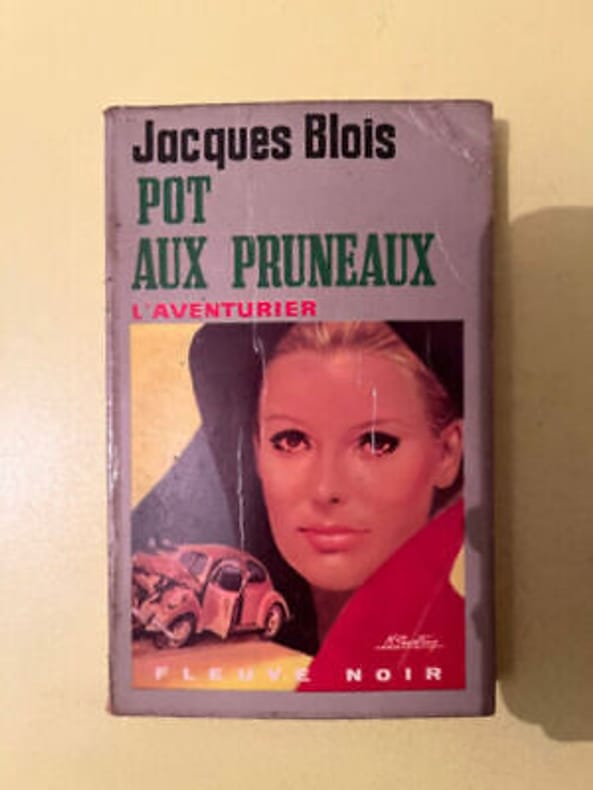 Jacques Blois
POT
AUX PRUNEAUX
L'AVENTURIER
FLEUVE NOIR